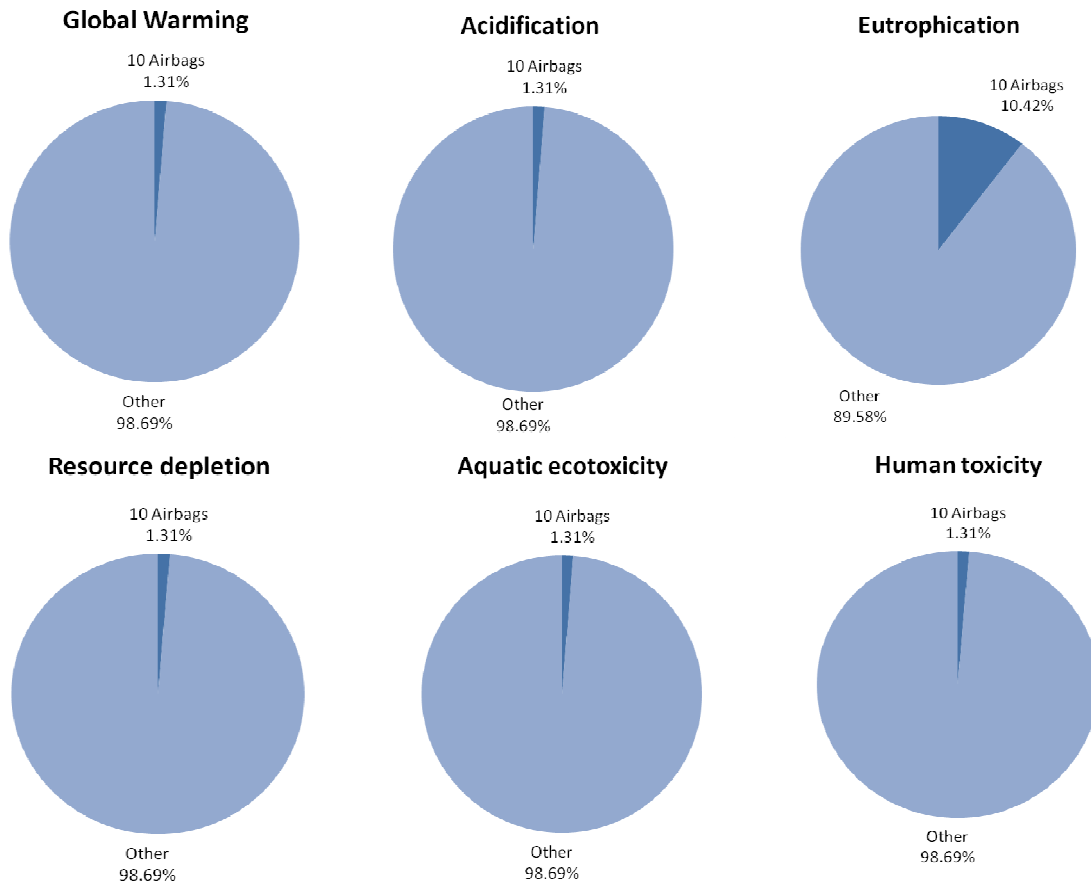 Global Warming
10 Airbags
1.31%
Other
98.69%
Acidification
10 Airbags
1.31%
Other
98.69%
Eutrophication
10 Airbags
10.42%
Other
89.58%
Resource depletion
10 Airbags
1.31%
Other
98.69%
Aquatic ecotoxicity
10 Airbags
1.31%
Other
98.69%
Human toxicity
10 Airbags
1.31%
Other
98.69%